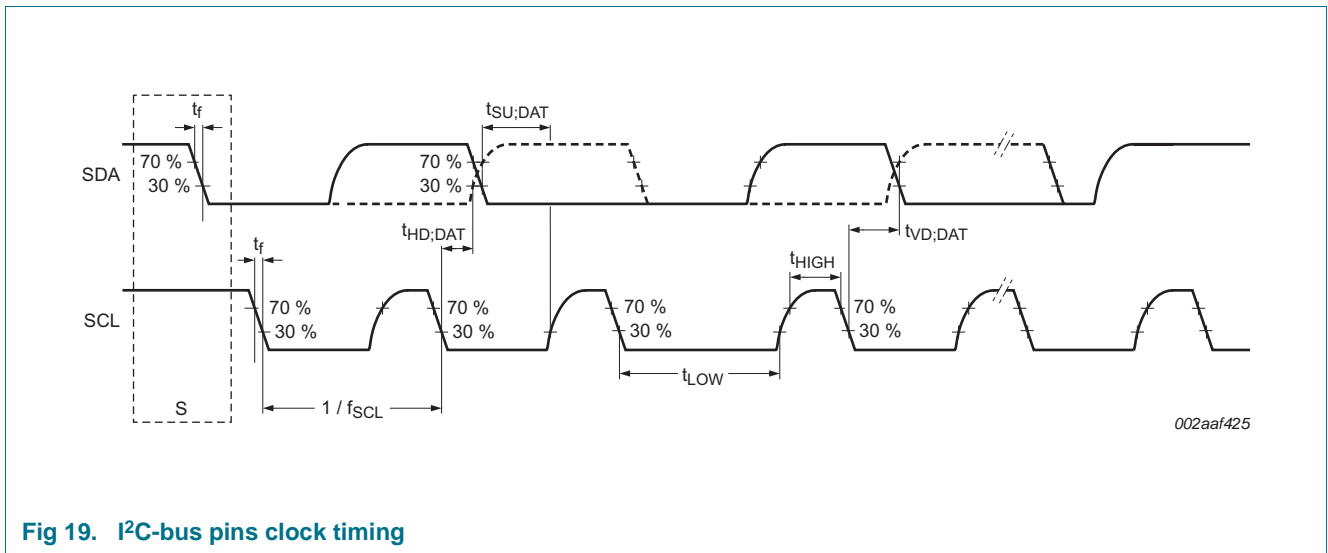 tf
tSU;DAT
70 %
30 %
70 %
30 %
SDA
tHD;DAT
tVD;DAT
tf
tHIGH
70 %
30 %
70 %
30 %
70 %
30 %
70 %
30 %
SCL
tLOW
S
1 / fSCL
002aaf425
Fig 19. I²C-bus pins clock timing